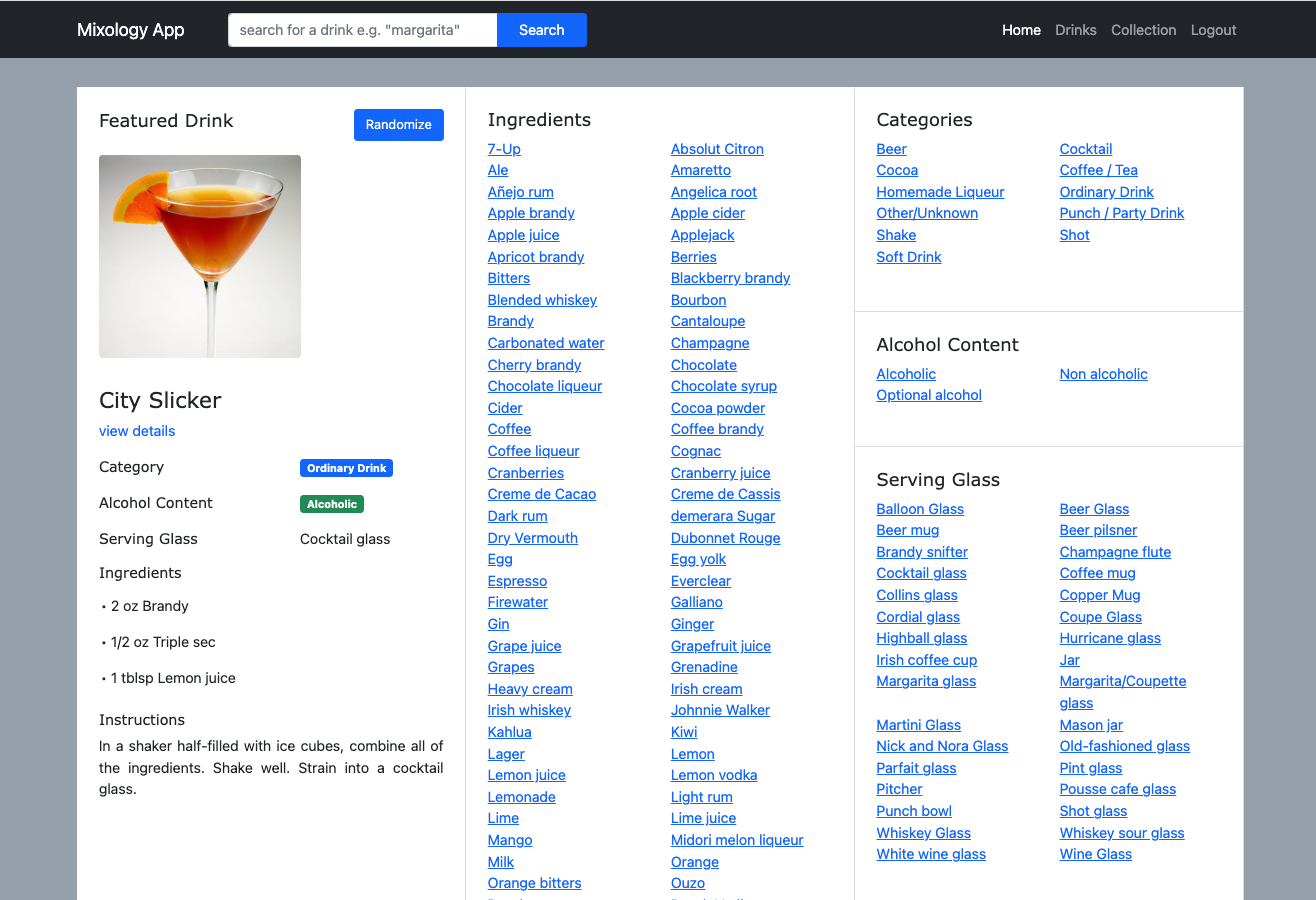 Mixology App
search for a drink e.g. "margarita"
Search
Home Drinks Collection Logout
Featured Drink
Randomize
City Slicker
view details
Category Ordinary Drink
Alcohol Content Alcoholic
Serving Glass Cocktail glass
Ingredients
• 2 oz Brandy
• 1/2 oz Triple sec
• 1 tblsp Lemon juice
Instructions
In a shaker half-filled with ice cubes, combine all of
the ingredients. Shake well. Strain into a cocktail
glass.
Ingredients
7-Up Absolut Citron
Ale Amaretto
Añejo rum Angelica root
Apple brandy Apple cider
Apple juice Applejack
Apricot brandy Berries
Bitters Blackberry brandy
Blended whiskey Bourbon
Brandy Cantaloupe
Carbonated water Champagne
Cherry brandy Chocolate
Chocolate liqueur Chocolate syrup
Cider Cocoa powder
Coffee Coffee brandy
Coffee liqueur Cognac
Cranberries Cranberry juice
Creme de Cacao Creme de Cassis
Dark rum demerara Sugar
Dry Vermouth Dubonnet Rouge
Egg Egg yolk
Espresso Everclear
Firewater Galliano
Gin Ginger
Grape juice Grapefruit juice
Grapes Grenadine
Heavy cream Irish cream
Irish whiskey Johnnie Walker
Kahlua Kiwi
Lager Lemon
Lemon juice Lemon vodka
Lemonade Light rum
Lime Lime juice
Mango Midori melon liqueur
Milk Orange
Orange bitters Ouzo
Categories
Beer Cocktail
Cocoa Coffee / Tea
Homemade Liqueur Ordinary Drink
Other/Unknown Punch / Party Drink
Shake Shot
Soft Drink
Alcohol Content
Alcoholic Non alcoholic
Optional alcohol
Serving Glass
Balloon Glass Beer Glass
Beer mug Beer pilsner
Brandy snifter Champagne flute
Cocktail glass Coffee mug
Collins glass Copper Mug
Cordial glass Coupe Glass
Highball glass Hurricane glass
Irish coffee cup Jar
Margarita glass Margarita/Coupette
glass
Martini Glass Mason jar
Nick and Nora Glass Old-fashioned glass
Parfait glass Pint glass
Pitcher Pousse cafe glass
Punch bowl Shot glass
Whiskey Glass Whiskey sour glass
White wine glass Wine Glass